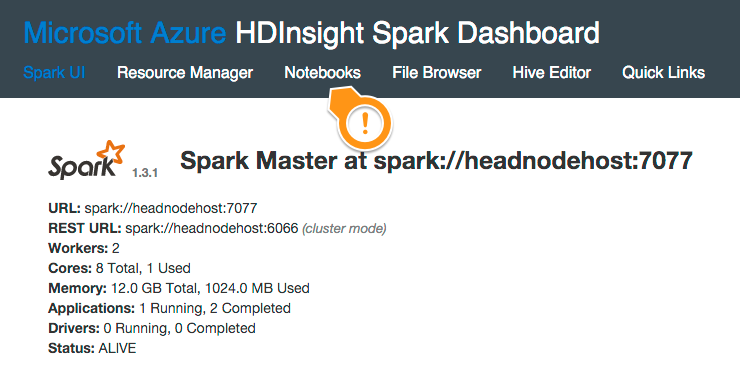 Microsoft Azure HDInsight Spark Dashboard
Spark UI Resource Manager Notebooks File Browser Hive Editor Quick Links
!
Spark 1.3.1 Spark Master at spark://headnodehost:7077
URL: spark://headnodehost:7077
REST URL: spark://headnodehost:6066 (cluster mode)
Workers: 2
Cores: 8 Total, 1 Used
Memory: 12.0 GB Total, 1024.0 MB Used
Applications: 1 Running, 2 Completed
Drivers: 0 Running, 0 Completed
Status: ALIVE